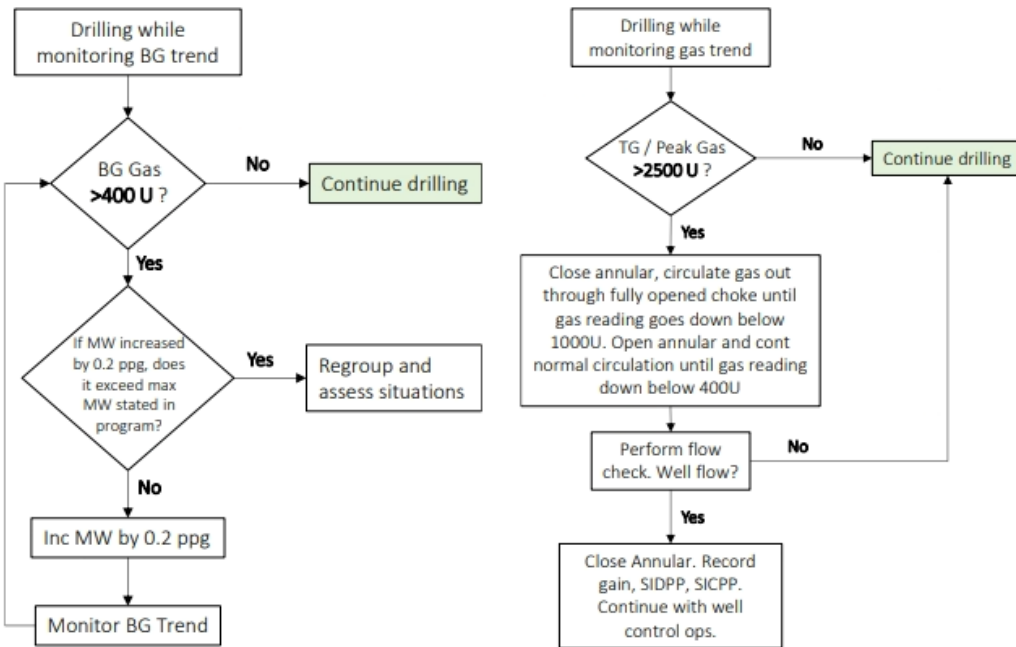 Drilling while
monitoring BG trend
BG Gas
>400 U ?
No
Continue drilling
Yes
If MW increased
by 0.2 ppg, does
it exceed max
MW stated in
program?
Yes
Regroup and
assess situations
No
Inc MW by 0.2 ppg
Monitor BG Trend
Drilling while
monitoring gas trend
TG / Peak Gas
>2500 U ?
No
Continue drilling
Yes
Close annular, circulate gas out
through fully opened choke until
gas reading goes down below
1000U. Open annular and cont
normal circulation until gas reading
down below 400U
Perform flow
check. Well flow?
No
Yes
Close Annular. Record
gain, SIDPP, SICPP.
Continue with well
control ops.